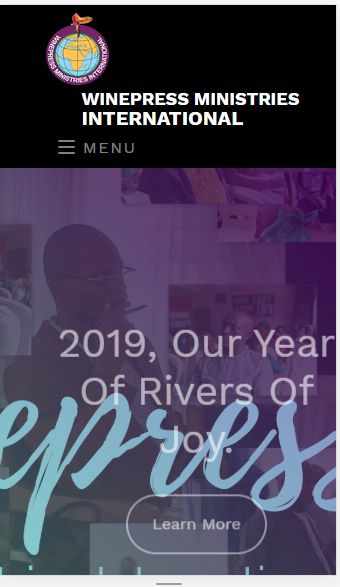 WINEPRESS MINISTRIES INTERNATIONAL
WINEPRESS MINISTRIES
INTERNATIONAL
MENU
2019, Our Year
Of Rivers Of
Joy.
epress
Learn More